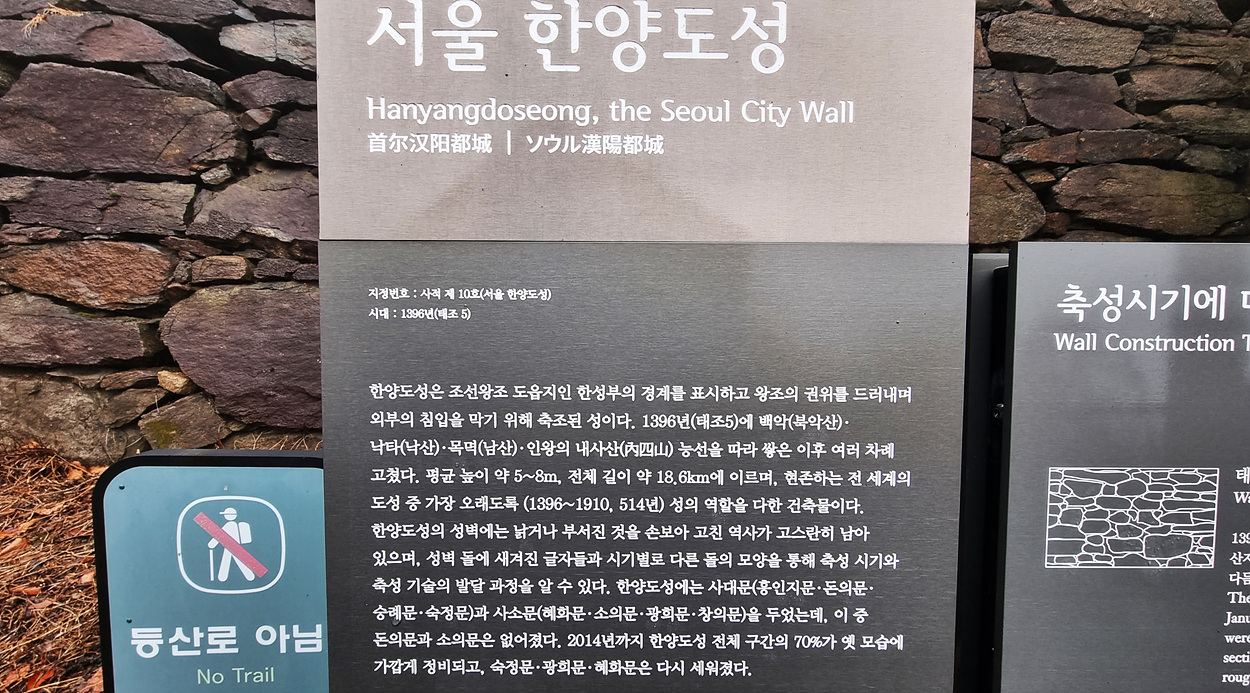 서울 한양도성
Hanyangdoseong, the Seoul City Wall
首尔汉阳都城 | ソウル漢陽都城
지정번호 : 사적 제 10호(서울 한양도성)
시대 : 1396년(태조 5)
한양도성은 조선왕조 도읍지인 한성부의 경계를 표시하고 왕조의 권위를 드러내며
외부의 침입을 막기 위해 축조된 성이다. 1396년(태조5)에 백악(북악산)·
낙타(낙산)·목멱(남산)·인왕의 내사산(內四山) 능선을 따라 쌓은 이후 여러 차례
고쳤다. 평균 높이 약 5~8m, 전체 길이 약 18.6km에 이르며, 현존하는 전 세계의
도성 중 가장 오래도록 (1396~1910, 514년) 성의 역할을 다한 건축물이다.
한양도성의 성벽에는 낡거나 부서진 것을 손보아 고친 역사가 고스란히 남아
있으며, 성벽 돌에 새겨진 글자들과 시기별로 다른 돌의 모양을 통해 축성 시기와
축성 기술의 발달 과정을 알 수 있다. 한양도성에는 사대문(흥인지문·돈의문·
숭례문·숙정문)과 사소문(혜화문·소의문·광희문·창의문)을 두었는데, 이 중
돈의문과 소의문은 없어졌다. 2014년까지 한양도성 전체 구간의 70%가 옛 모습에
가깝게 정비되고, 숙정문·광희문·혜화문은 다시 세워졌다.
등산로 아님
No Trail
축성시기에
Wall Construction
태
139
산지
다듬
The
Janu
were
secti
roug